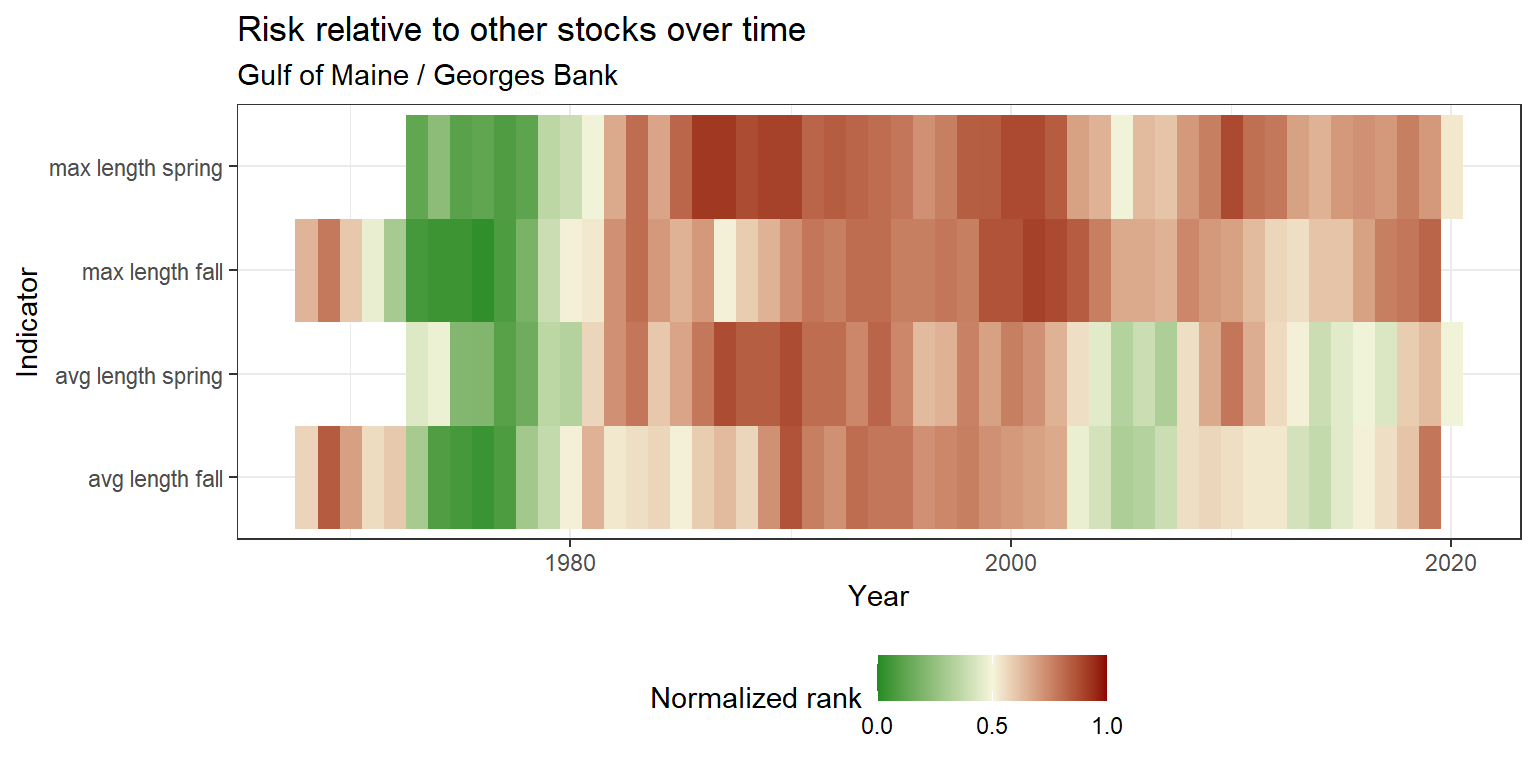 Risk relative to other stocks over time
Gulf of Maine / Georges Bank
Indicator
max length spring
max length fall
avg length spring
avg length fall
1980 2000 2020
Year
Normalized rank
0.0 0.5 1.0